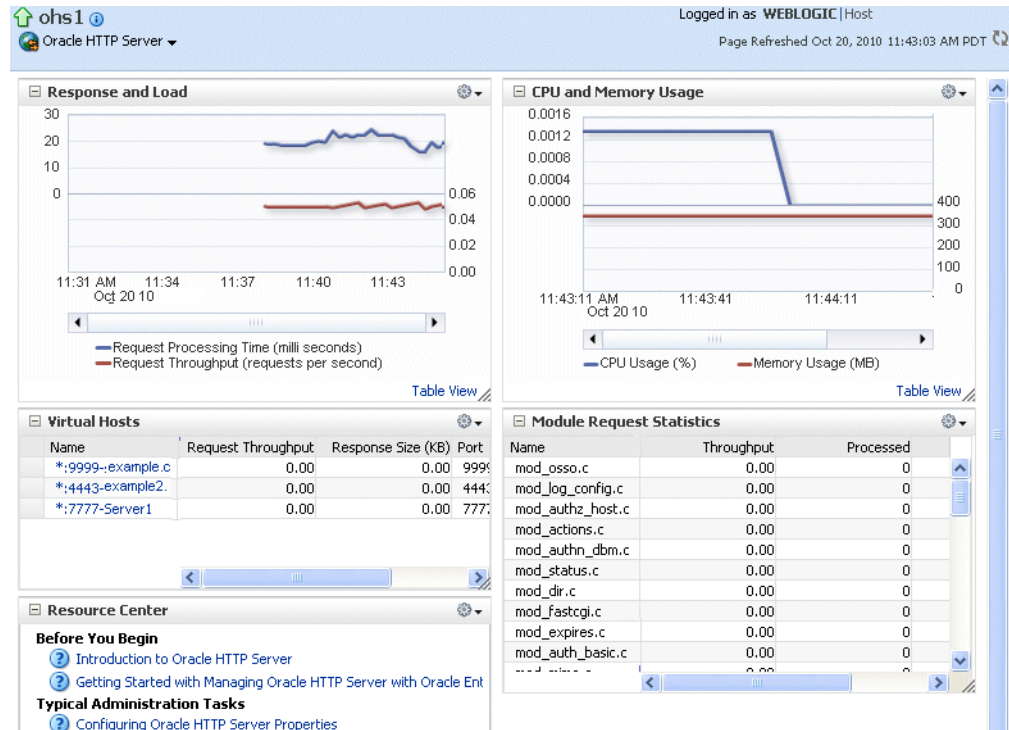 ohs1
Logged in as WEBLOGIC|Host
Oracle HTTP Server
Page Refreshed Oct 20, 2010 11:43:03 AM PDT
Response and Load
30
20
10
0
0.06
0.04
0.02
0.00
11:31 AM 11:34 11:37 11:40 11:43
Oct 20 10
Request Processing Time (milli seconds)
Request Throughput (requests per second)
Table View
CPU and Memory Usage
0.0016
0.0012
0.0008
0.0004
0.0000
400
300
200
100
0
11:43:11 AM 11:43:41 11:44:11
Oct 20 10
CPU Usage (%) Memory Usage (MB)
Table View
Virtual Hosts
Name Request Throughput Response Size (KB) Port
*:9999-:example.c 0.00 0.00 9999
*:4443-example2. 0.00 0.00 4443
*:7777-Server1 0.00 0.00 7777
Module Request Statistics
Name Throughput Processed
mod_osso.c 0.00 0
mod_log_config.c 0.00 0
mod_authz_host.c 0.00 0
mod_actions.c 0.00 0
mod_authn_dbm.c 0.00 0
mod_status.c 0.00 0
mod_dir.c 0.00 0
mod_fastcgi.c 0.00 0
mod_expires.c 0.00 0
mod_auth_basic.c 0.00 0
Resource Center
Before You Begin
Introduction to Oracle HTTP Server
Getting Started with Managing Oracle HTTP Server with Oracle Ent
Typical Administration Tasks
Configuring Oracle HTTP Server Properties